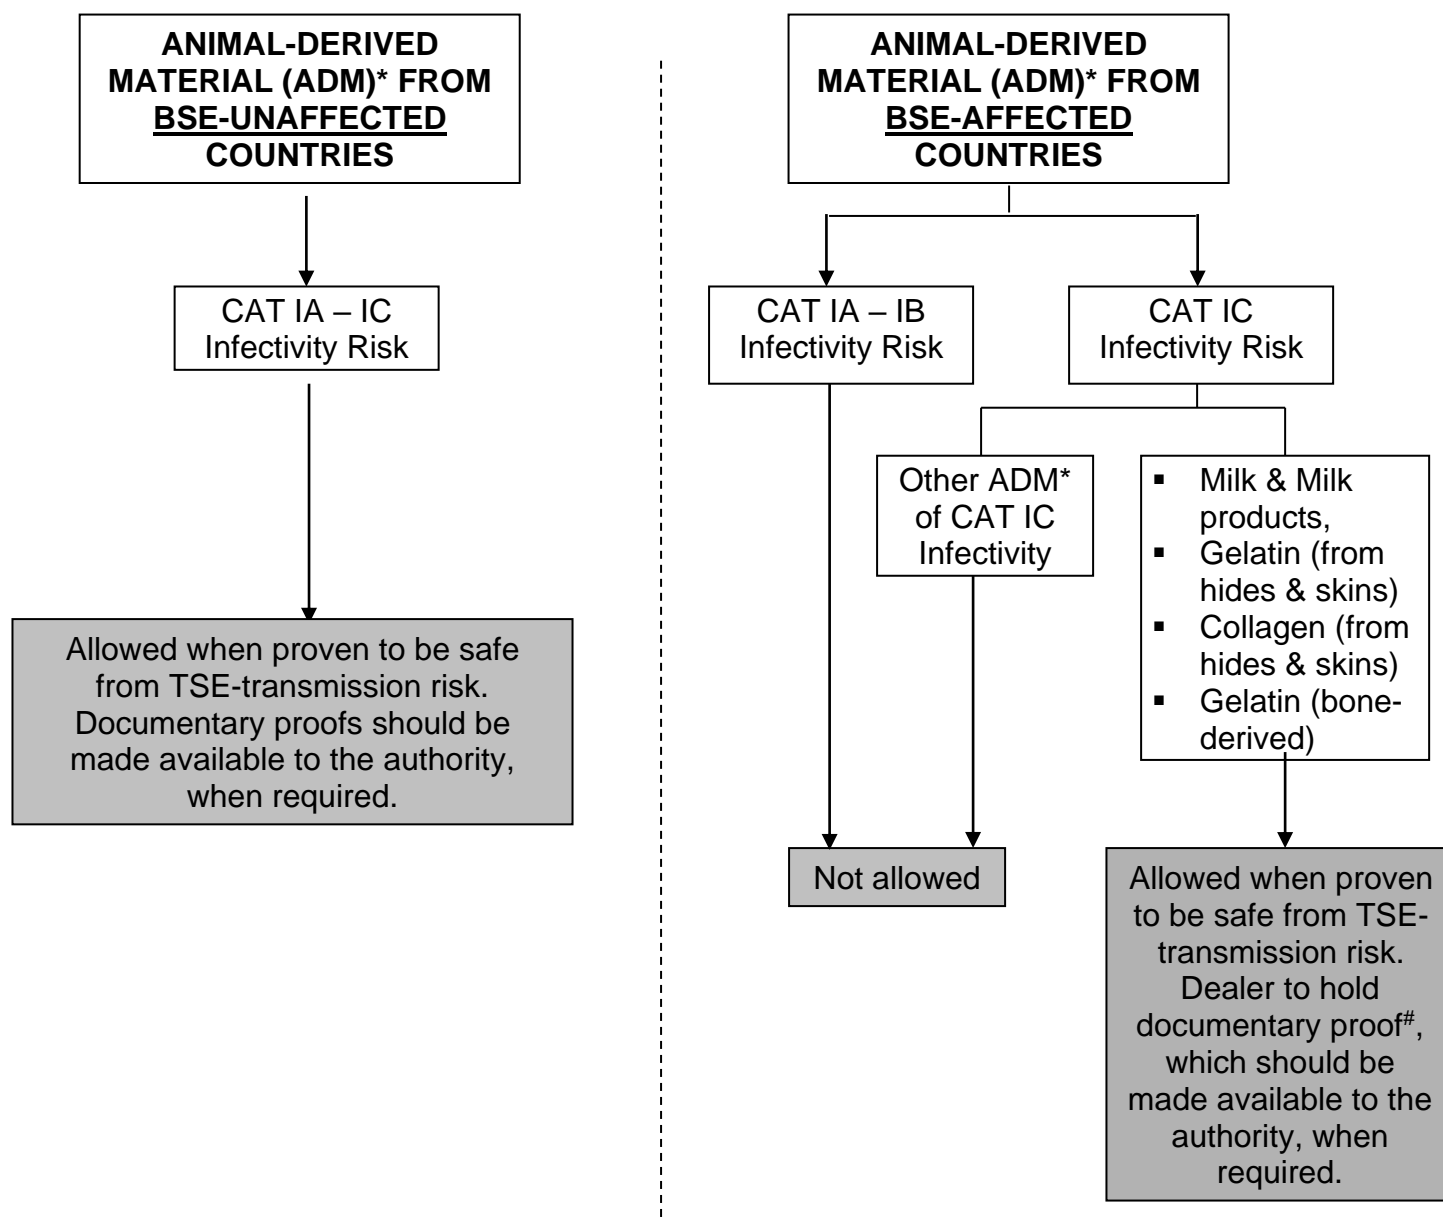 ANIMAL-DERIVED
MATERIAL (ADM)* FROM
BSE-UNAFFECTED
COUNTRIES
CAT IA – IC
Infectivity Risk
Allowed when proven to be safe
from TSE-transmission risk.
Documentary proofs should be
made available to the authority,
when required.
ANIMAL-DERIVED
MATERIAL (ADM)* FROM
BSE-AFFECTED
COUNTRIES
CAT IA – IB
Infectivity Risk
CAT IC
Infectivity Risk
Other ADM*
of CAT IC
Infectivity
▪ Milk & Milk
products,
▪ Gelatin (from
hides & skins)
▪ Collagen (from
hides & skins)
▪ Gelatin (bone-
derived)
Not allowed
Allowed when proven
to be safe from TSE-
transmission risk.
Dealer to hold
documentary proof#,
which should be
made available to the
authority, when
required.